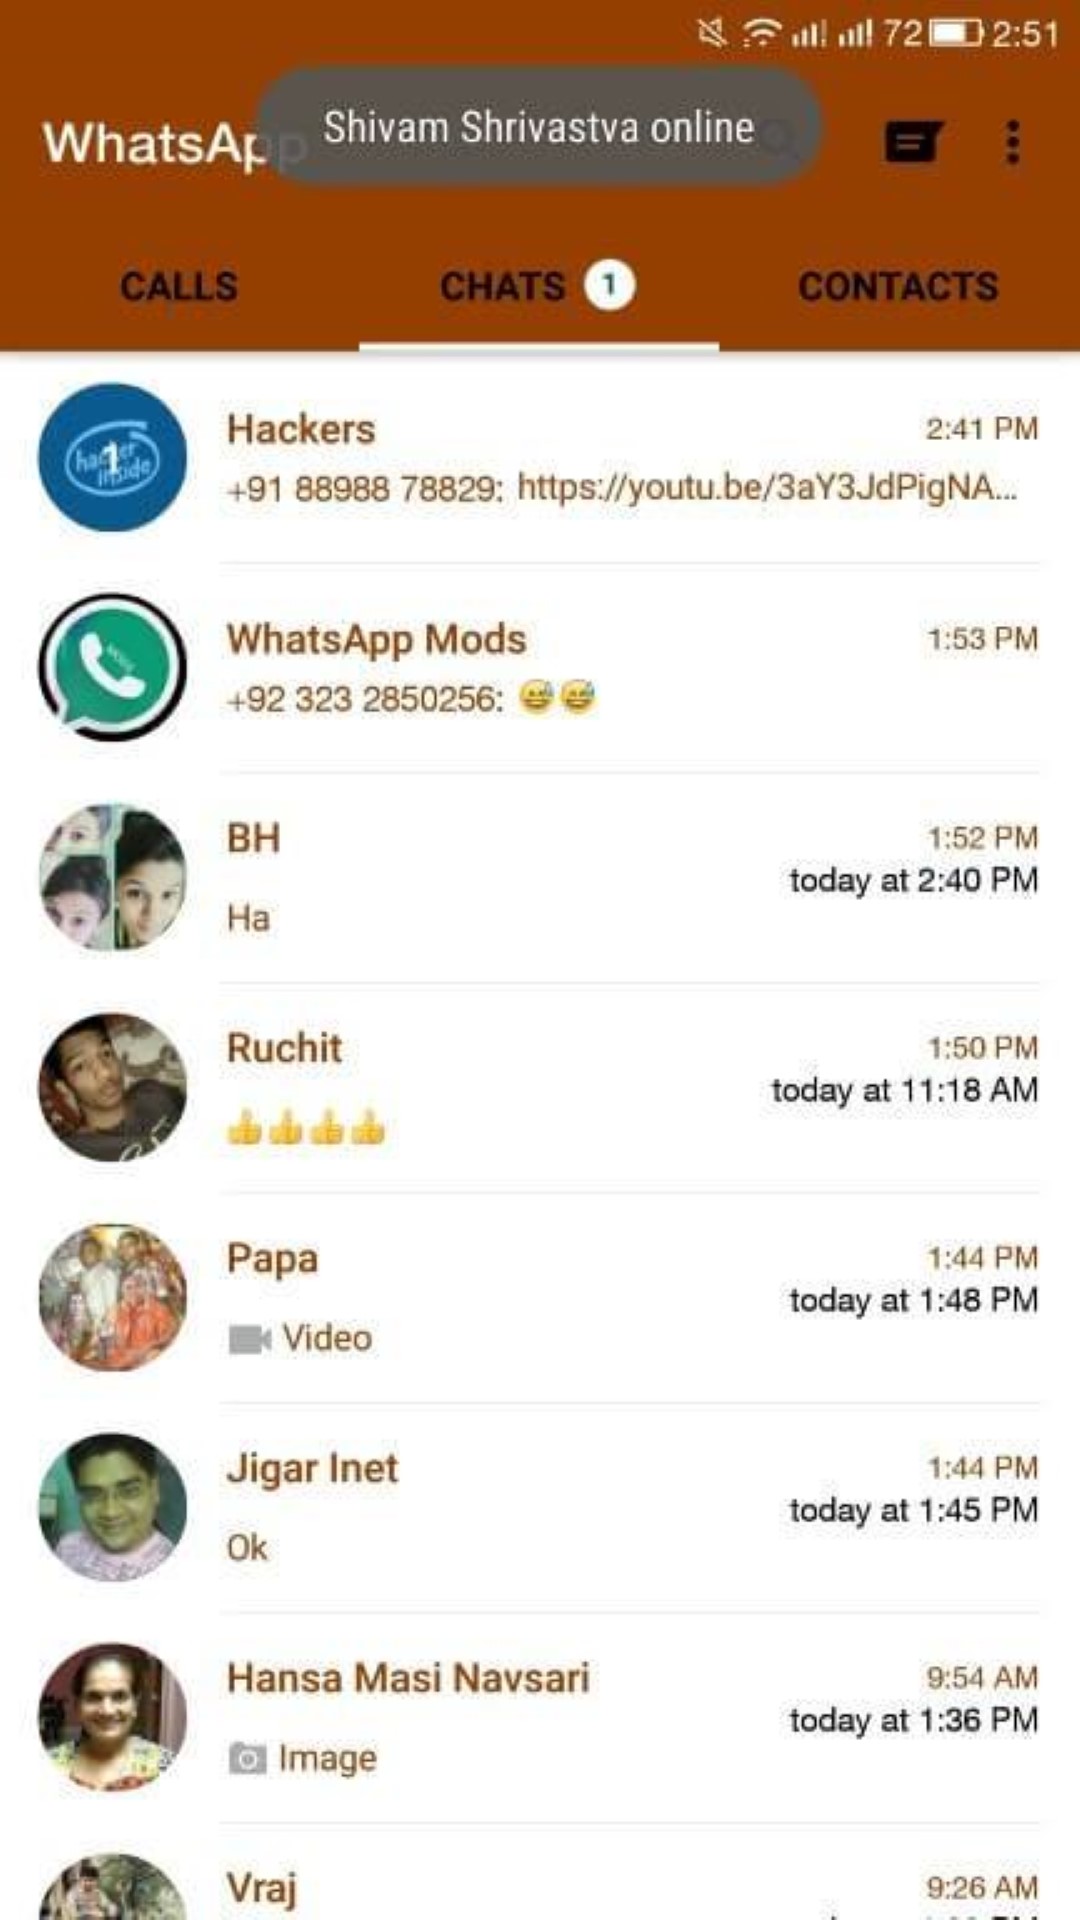 72 2:51
WhatsApp
Shivam Shrivastva online
CALLS
CHATS 1
CONTACTS
hacker inside
1
Hackers
2:41 PM
+91 88988 78829: https://youtu.be/3aY3JdPigNA...
WhatsApp Mods
1:53 PM
+92 323 2850256: 😅😅
BH
1:52 PM
today at 2:40 PM
Ha
Ruchit
1:50 PM
today at 11:18 AM
👍👍👍👍
Papa
1:44 PM
today at 1:48 PM
Video
Jigar Inet
1:44 PM
today at 1:45 PM
Ok
Hansa Masi Navsari
9:54 AM
today at 1:36 PM
Image
Vraj
9:26 AM